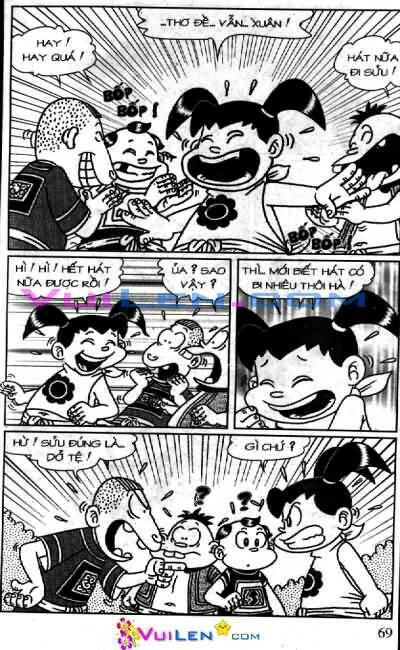 ..THƠ ĐỀ.. VẪN.. XUÂN !
HAY !
HAY QUÁ !
HÁT NỮA
ĐI SỬU !
BỐP
BỐP !
BỐP
BỐP !
HÌ ! HÌ ! HẾT HÁT
NỮA ĐƯỢC RỒI !
ỦA ? SAO
VẬY ?
THÌ.. MỚI BIẾT HÁT CÓ
BI NHIÊU THÔI HÀ !
VUILEN.COM
HỪ ! SỬU ĐÚNG LÀ..
DỞ TỆ !
GÌ CHỨ ?
?
?
69
VUILEN.COM